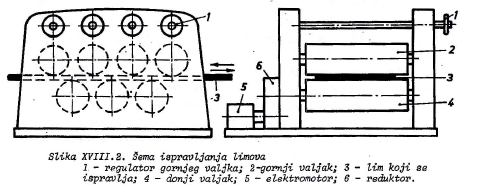 1
3
6
5
1
2
3
4
Slika XVIII.2. Šema ispravljanja limova
1 - regulator gornjeg valjka; 2-gornji valjak; 3 - lim koji se
ispravlja; 4 - donji valjak; 5 - elektromotor; 6 - reduktor.